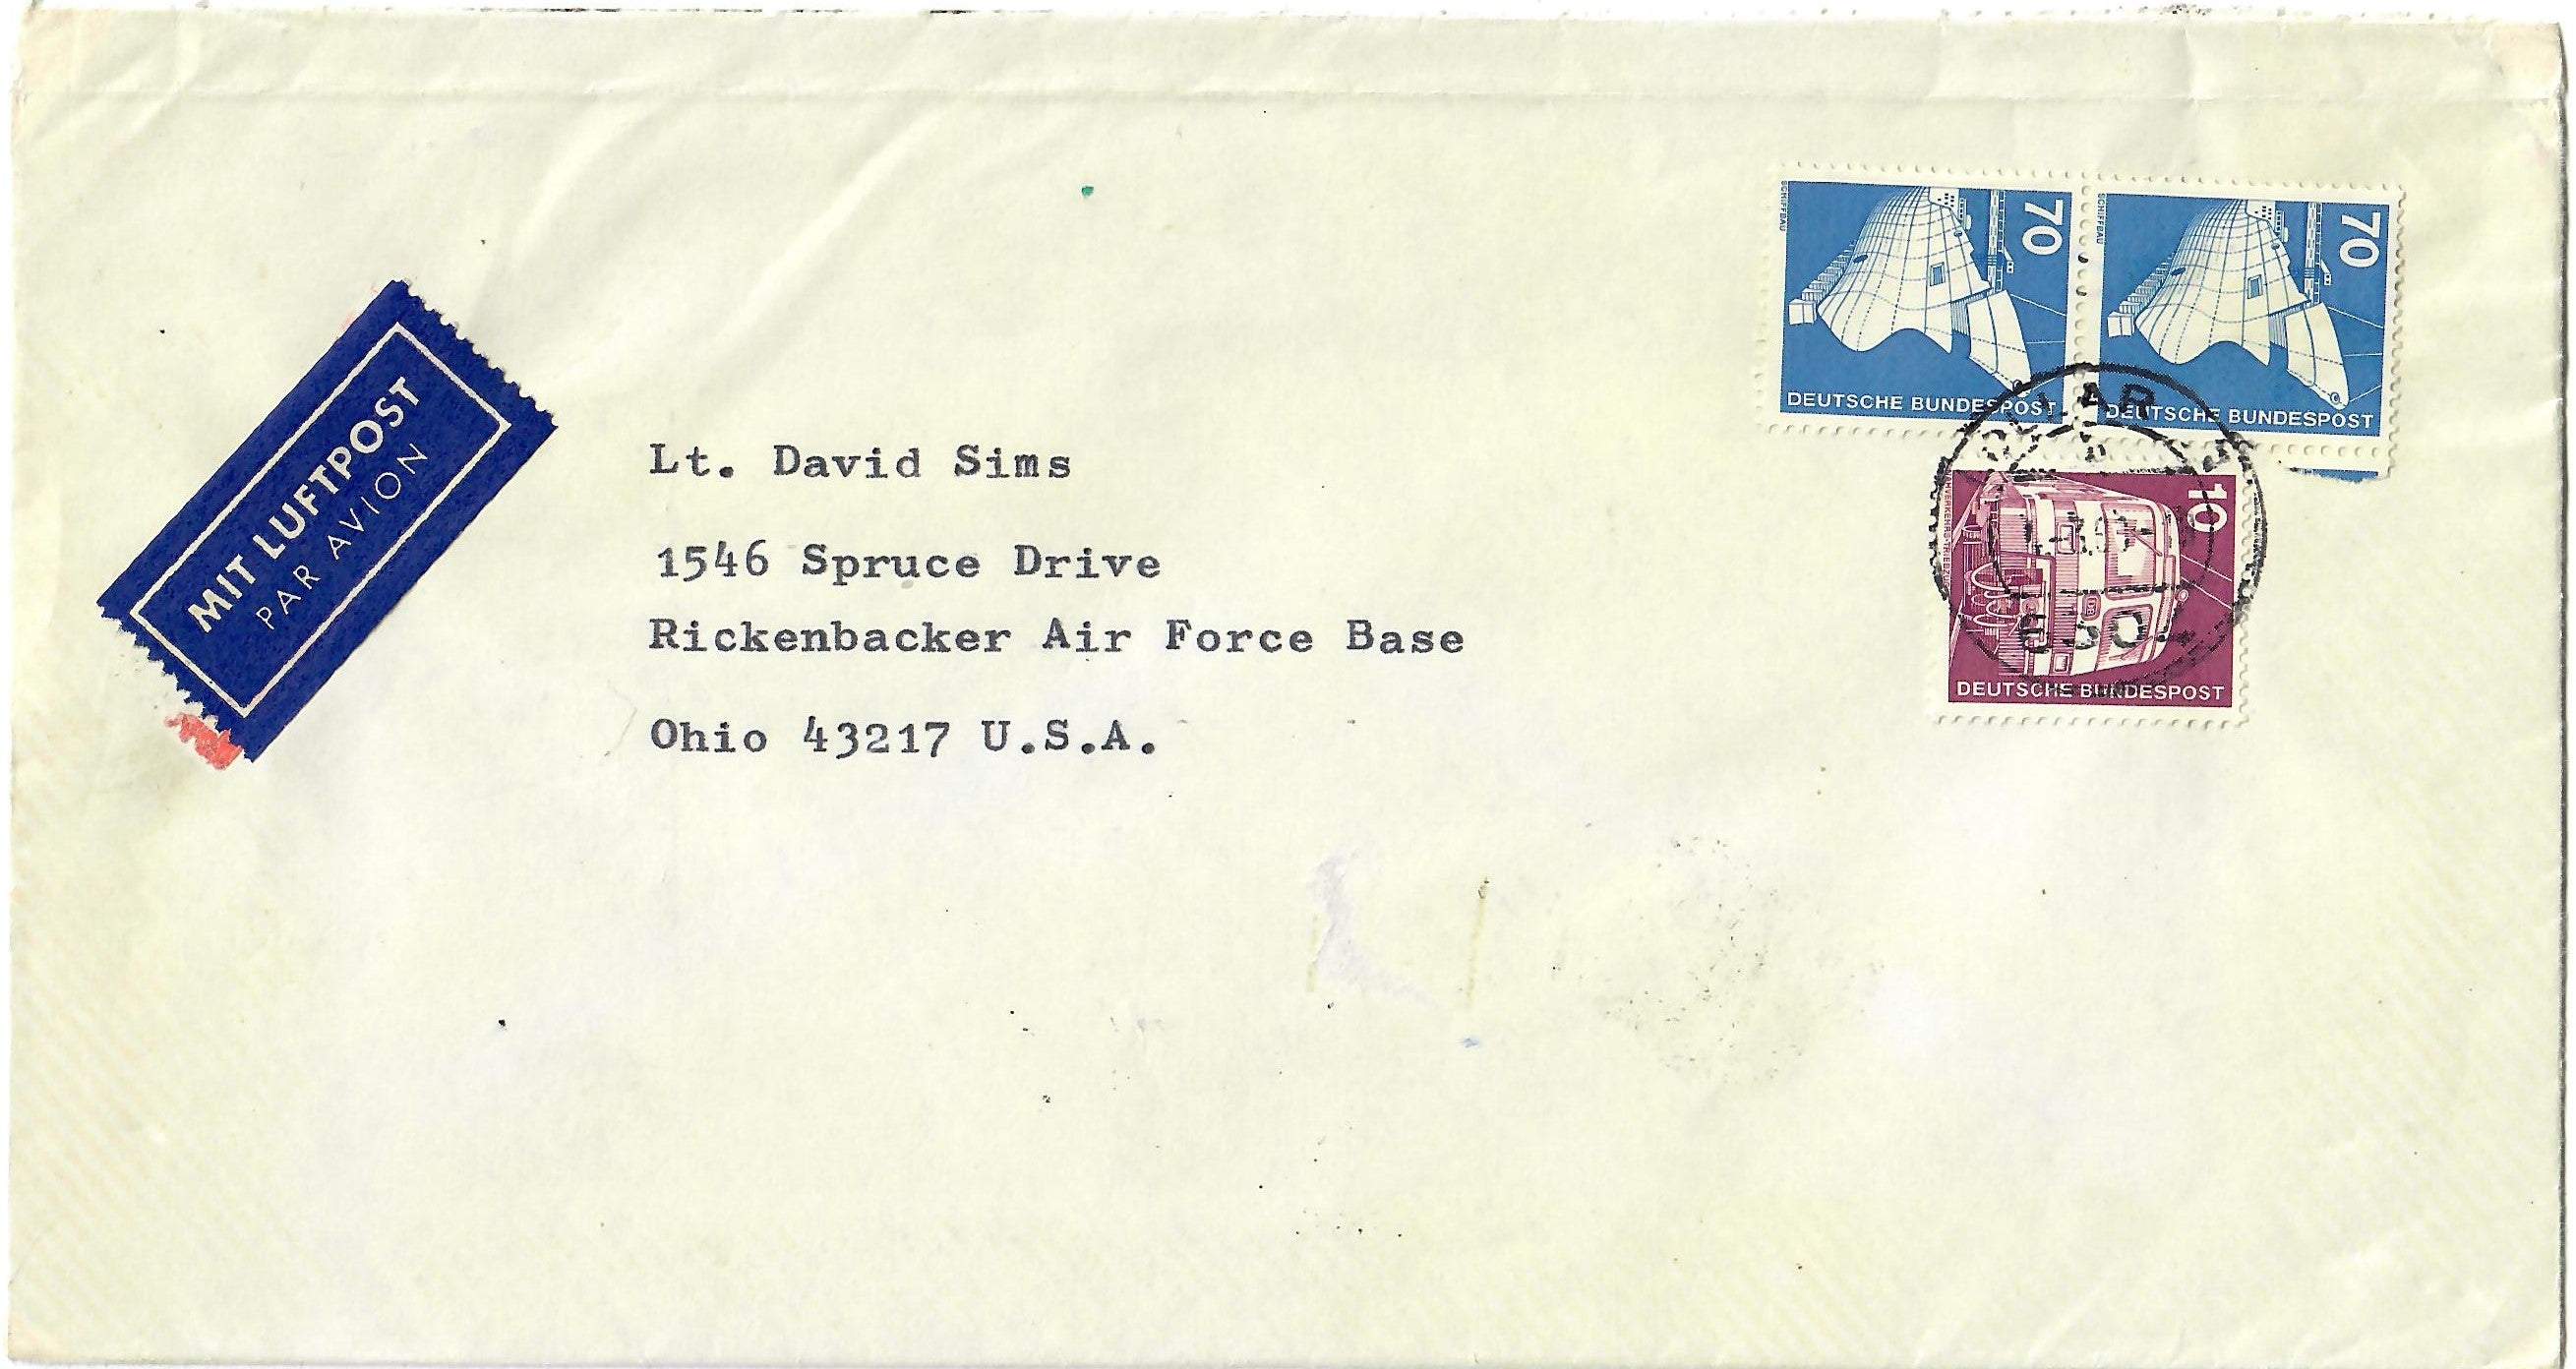 MIT LUFTPOST
PAR AVION
Lt. David Sims
1546 Spruce Drive
Rickenbacker Air Force Base
Ohio 43217 U.S.A.
SCHIFFBAU
70
DEUTSCHE BUNDESPOST
SCHIFFBAU
70
DEUTSCHE BUNDESPOST
10
DEUTSCHE BUNDESPOST